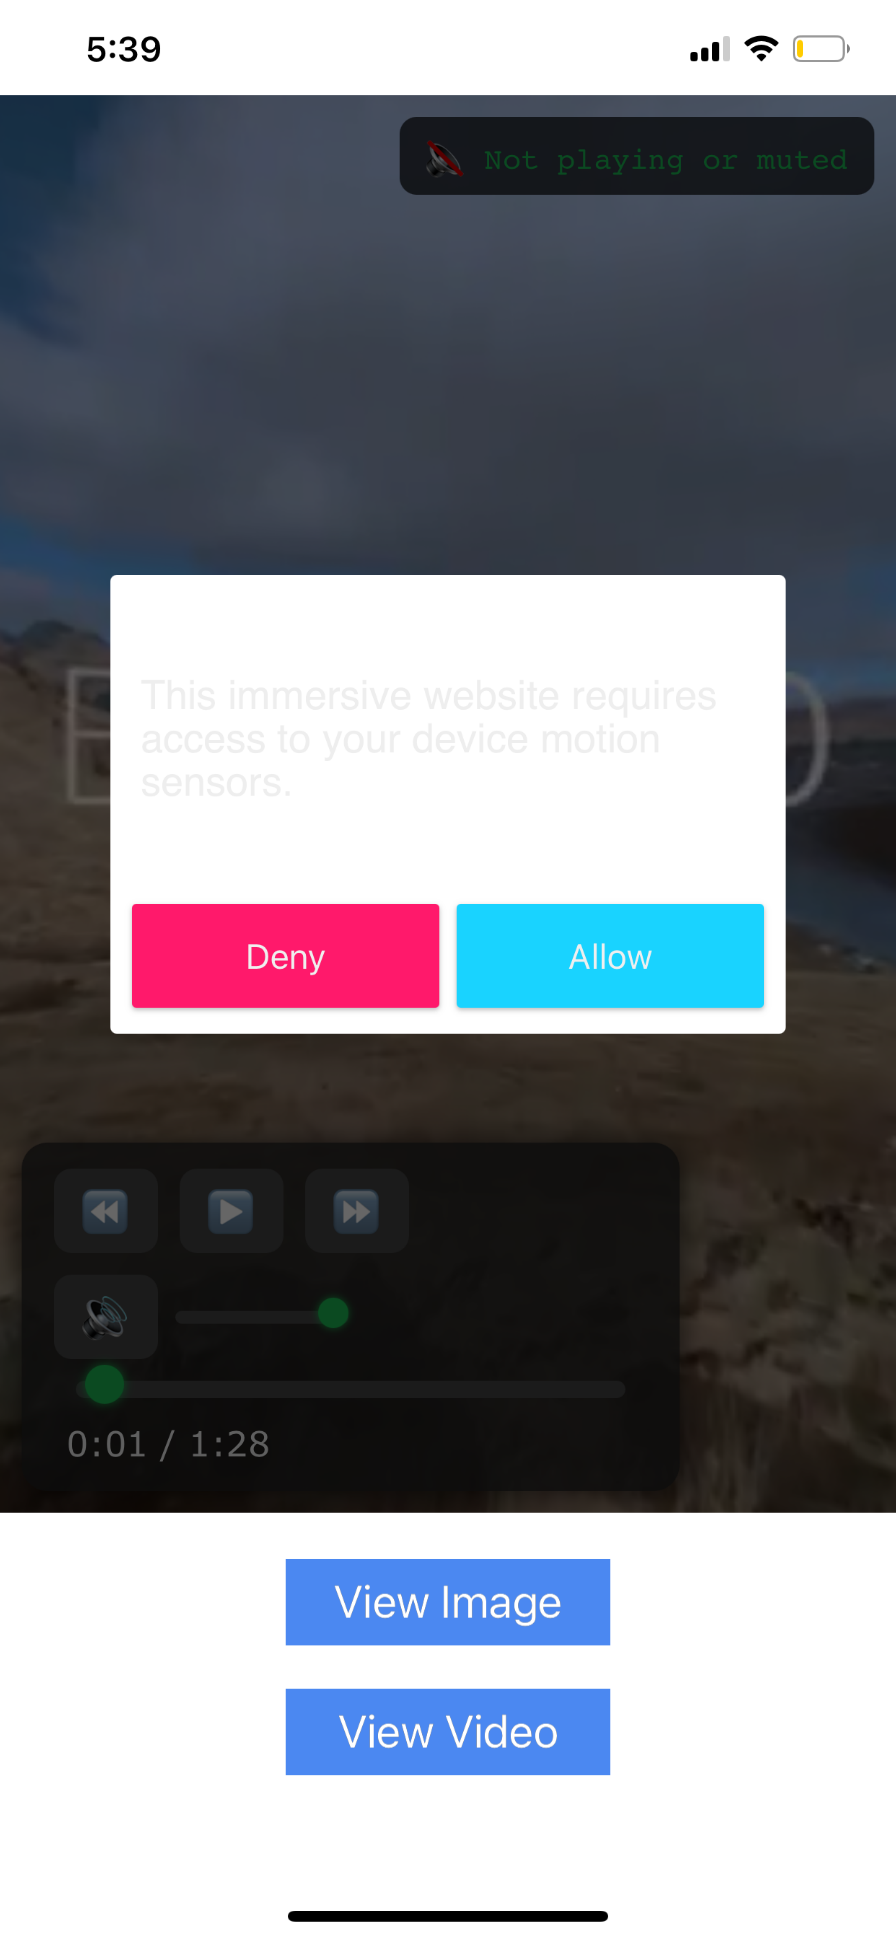 5:39
Not playing or muted
This immersive website requires
access to your device motion
sensors.
Deny
Allow
0:01 / 1:28
View Image
View Video